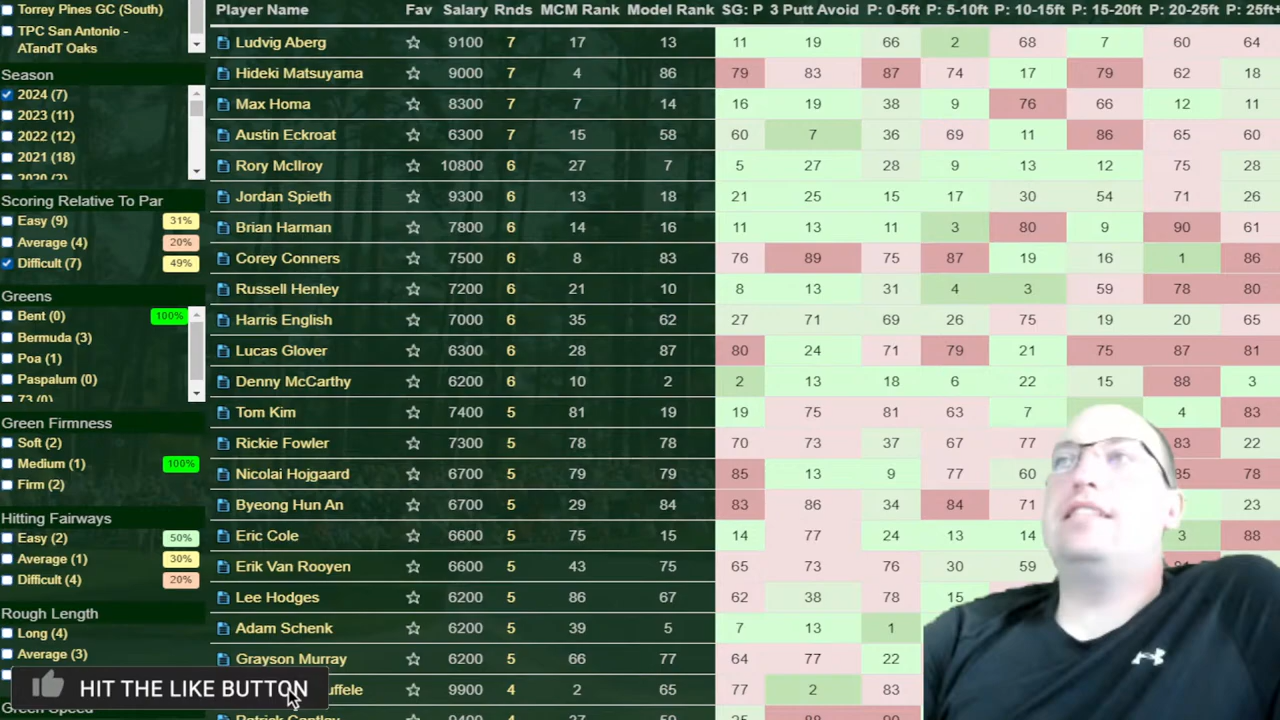 Torrey Pines GC (South)
TPC San Antonio -
ATandT Oaks
Season
2024 (7)
2023 (11)
2022 (12)
2021 (18)
2020 (2)
Scoring Relative To Par
Easy (9) 31%
Average (4) 20%
Difficult (7) 49%
Greens
Bent (0) 100%
Bermuda (3)
Poa (1)
Paspalum (0)
73 (0)
Green Firmness
Soft (2)
Medium (1) 100%
Firm (2)
Hitting Fairways
Easy (2) 50%
Average (1) 30%
Difficult (4) 20%
Rough Length
Long (4)
Average (3)
HIT THE LIKE BUTTON
Green Speed
Player Name Fav Salary Rnds MCM Rank Model Rank SG: P 3 Putt Avoid P: 0-5ft P: 5-10ft P: 10-15ft P: 15-20ft P: 20-25ft P: 25ft+
Ludvig Aberg 9100 7 17 13 11 19 66 2 68 7 60 64
Hideki Matsuyama 9000 7 4 86 79 83 87 74 17 79 62 18
Max Homa 8300 7 7 14 16 19 38 9 76 66 12 11
Austin Eckroat 6300 7 15 58 60 7 36 69 11 86 65 60
Rory McIlroy 10800 6 27 7 5 27 28 9 13 12 75 28
Jordan Spieth 9300 6 13 18 21 25 15 17 30 54 71 26
Brian Harman 7800 6 14 16 11 13 11 3 80 9 90 61
Corey Conners 7500 6 8 83 76 89 75 87 19 16 1 86
Russell Henley 7200 6 21 10 8 13 31 4 3 59 78 80
Harris English 7000 6 35 62 27 71 69 26 75 19 20 65
Lucas Glover 6300 6 28 87 80 24 71 79 21 75 87 81
Denny McCarthy 6200 6 10 2 2 13 18 6 22 15 88 3
Tom Kim 7400 5 81 19 19 75 81 63 7 4 83
Rickie Fowler 7300 5 78 78 70 73 37 67 77 83 22
Nicolai Hojgaard 6700 5 79 79 85 13 9 77 60 85 78
Byeong Hun An 6700 5 29 84 83 86 34 84 71 23
Eric Cole 6600 5 75 15 14 77 24 13 14 3 88
Erik Van Rooyen 6600 5 43 75 65 73 76 30 59
Lee Hodges 6200 5 86 67 62 38 78 15
Adam Schenk 6200 5 39 5 7 13 1
Grayson Murray 6200 5 66 77 64 77 22
uffele 9900 4 2 65 77 2 83